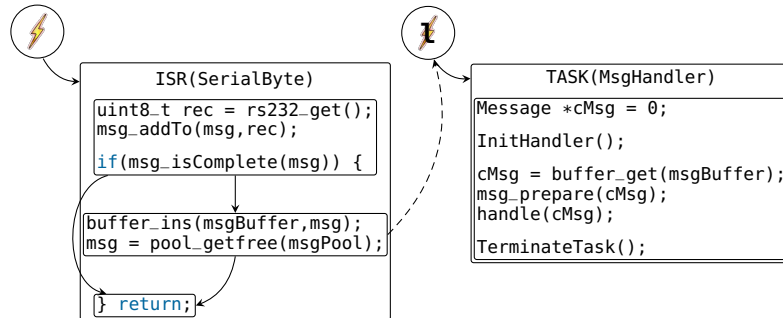 ISR(SerialByte)
uint8_t rec = rs232_get();
msg_addTo(msg,rec);
if(msg_isComplete(msg)) {
buffer_ins(msgBuffer,msg);
msg = pool_getfree(msgPool);
} return;
1
TASK(MsgHandler)
Message *cMsg = 0;
InitHandler();
cMsg = buffer_get(msgBuffer);
msg_prepare(cMsg);
handle(cMsg);
TerminateTask();